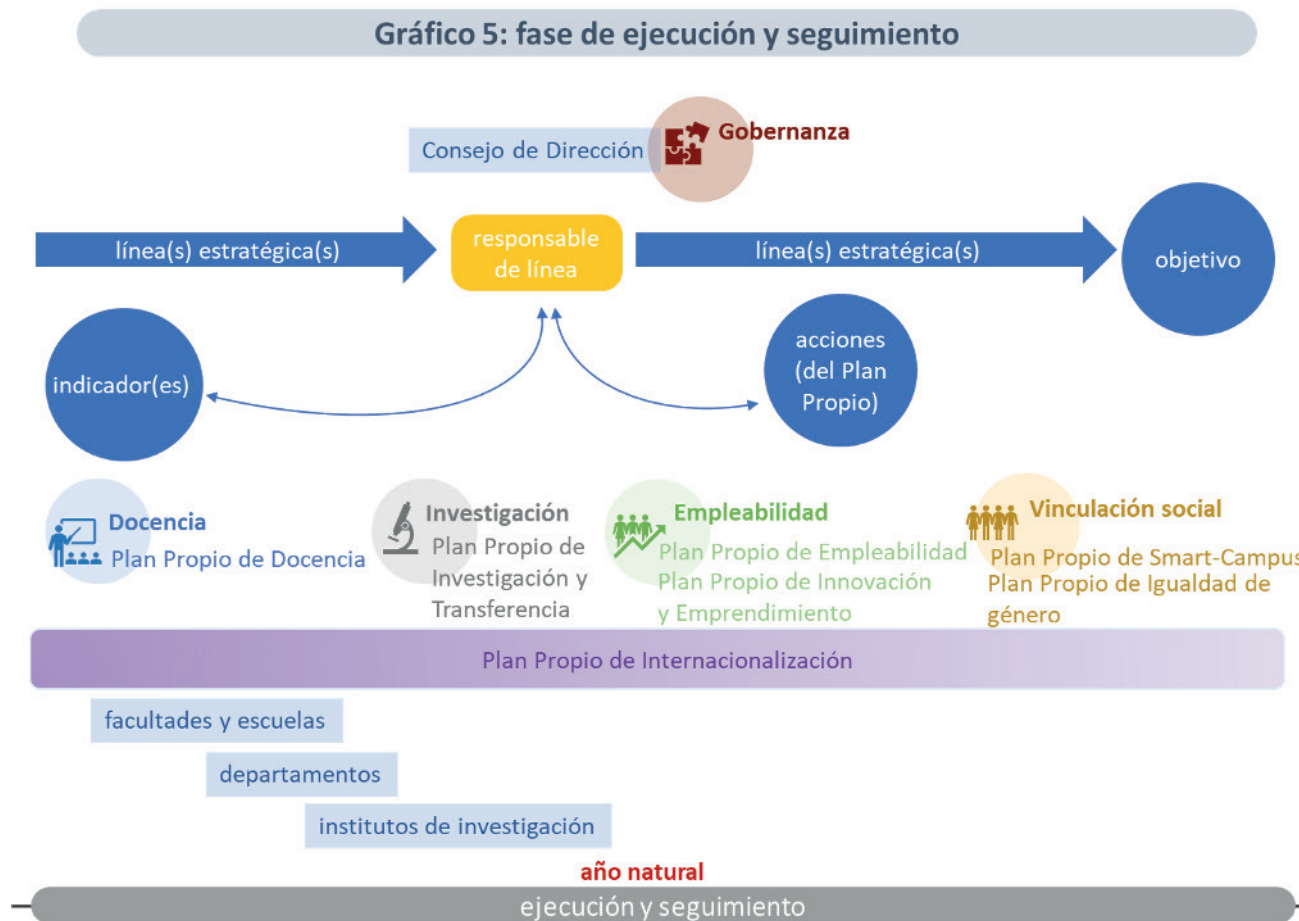 Gráfico 5: fase de ejecución y seguimiento
Gobernanza
Consejo de Dirección
línea(s) estratégica(s)
responsable
de línea
línea(s) estratégica(s)
objetivo
indicador(es)
acciones
(del Plan
Propio)
Docencia
Plan Propio de Docencia
Investigación
Plan Propio de
Investigación y
Transferencia
Empleabilidad
Plan Propio de Empleabilidad
Plan Propio de Innovación
y Emprendimiento
Vinculación social
Plan Propio de Smart-Campus
Plan Propio de Igualdad de
género
Plan Propio de Internacionalización
facultades y escuelas
departamentos
institutos de investigación
año natural
ejecución y seguimiento